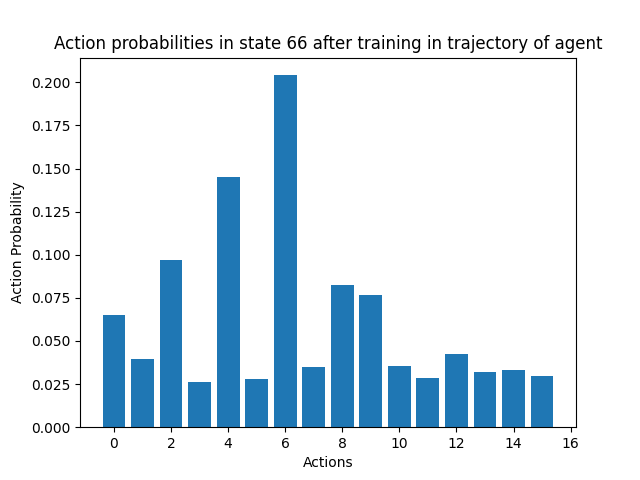 Action probabilities in state 66 after training in trajectory of agent
0.200
0.175
0.150
0.125
0.100
0.075
0.050
0.025
0.000
Action Probability
0 2 4 6 8 10 12 14 16
Actions